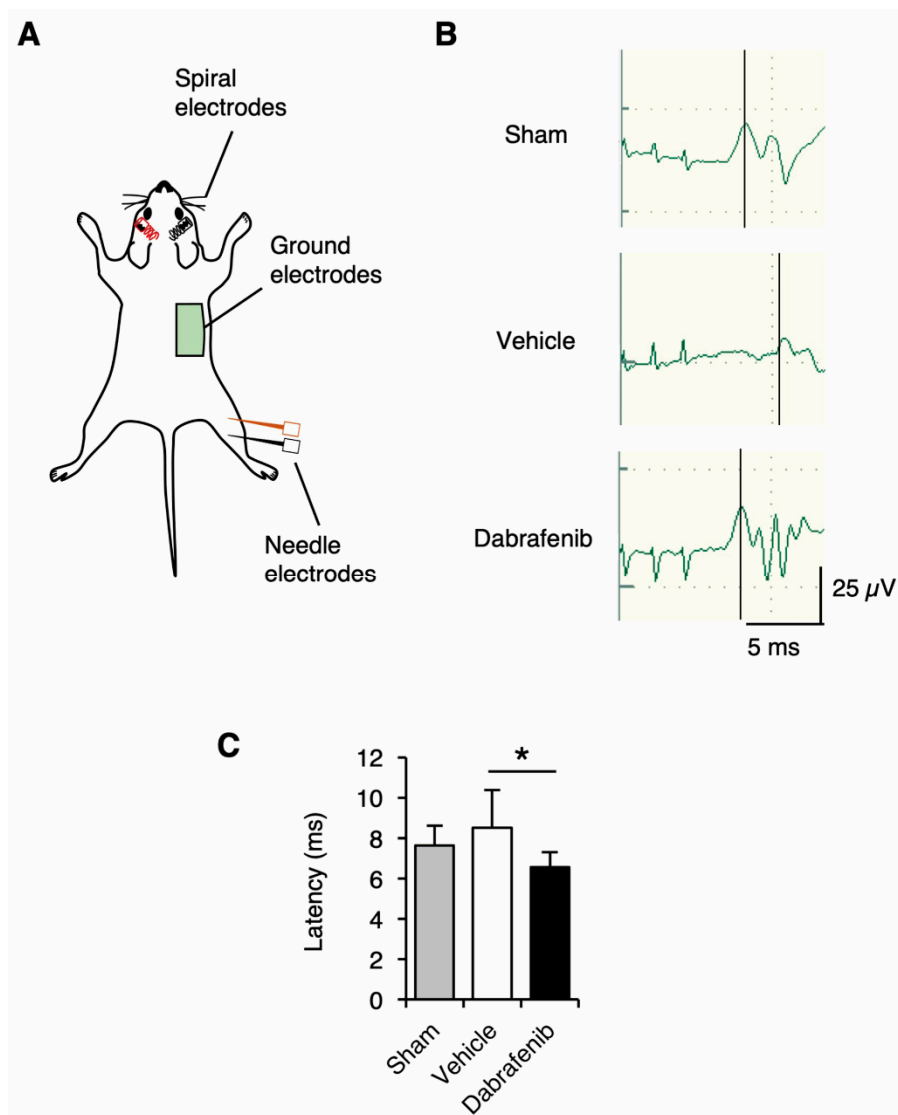 A
Spiral
electrodes
Ground
electrodes
Needle
electrodes
B
Sham
Vehicle
Dabrafenib
25 µV
5 ms
C
*
12
10
8
6
4
2
0
Latency (ms)
Sham
Vehicle
Dabrafenib